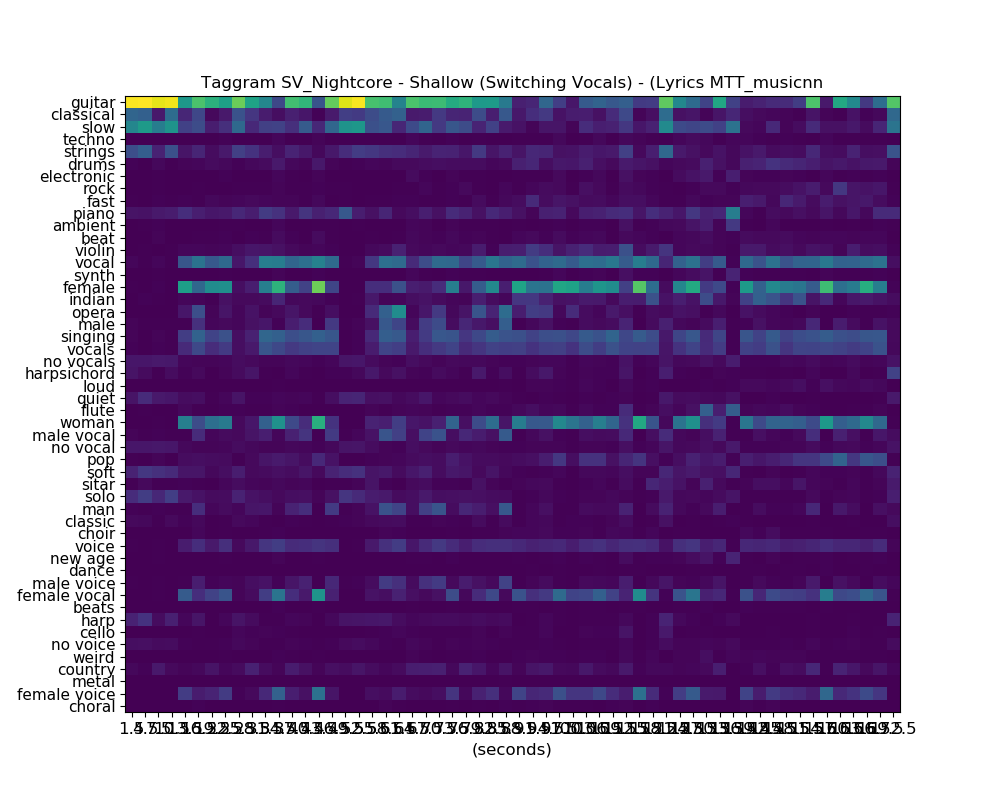 Taggram SV_Nightcore - Shallow (Switching Vocals) - (Lyrics MTT_musicnn
guitar
classical
slow
techno
strings
drums
electronic
rock
fast
piano
ambient
beat
violin
vocal
synth
female
indian
opera
male
singing
vocals
no vocals
harpsichord
loud
quiet
flute
woman
male vocal
no vocal
pop
soft
sitar
solo
man
classic
choir
voice
new age
dance
male voice
female vocal
beats
harp
cello
no voice
weird
country
metal
female voice
choral
(seconds)